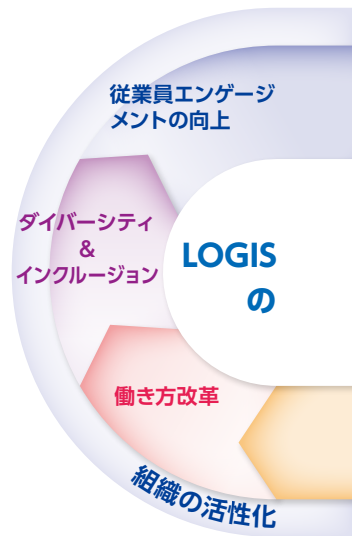 従業員エンゲージ
メントの向上
ダイバーシティ
&
インクルージョン
LOGIS
の
働き方改革
組織の活性化